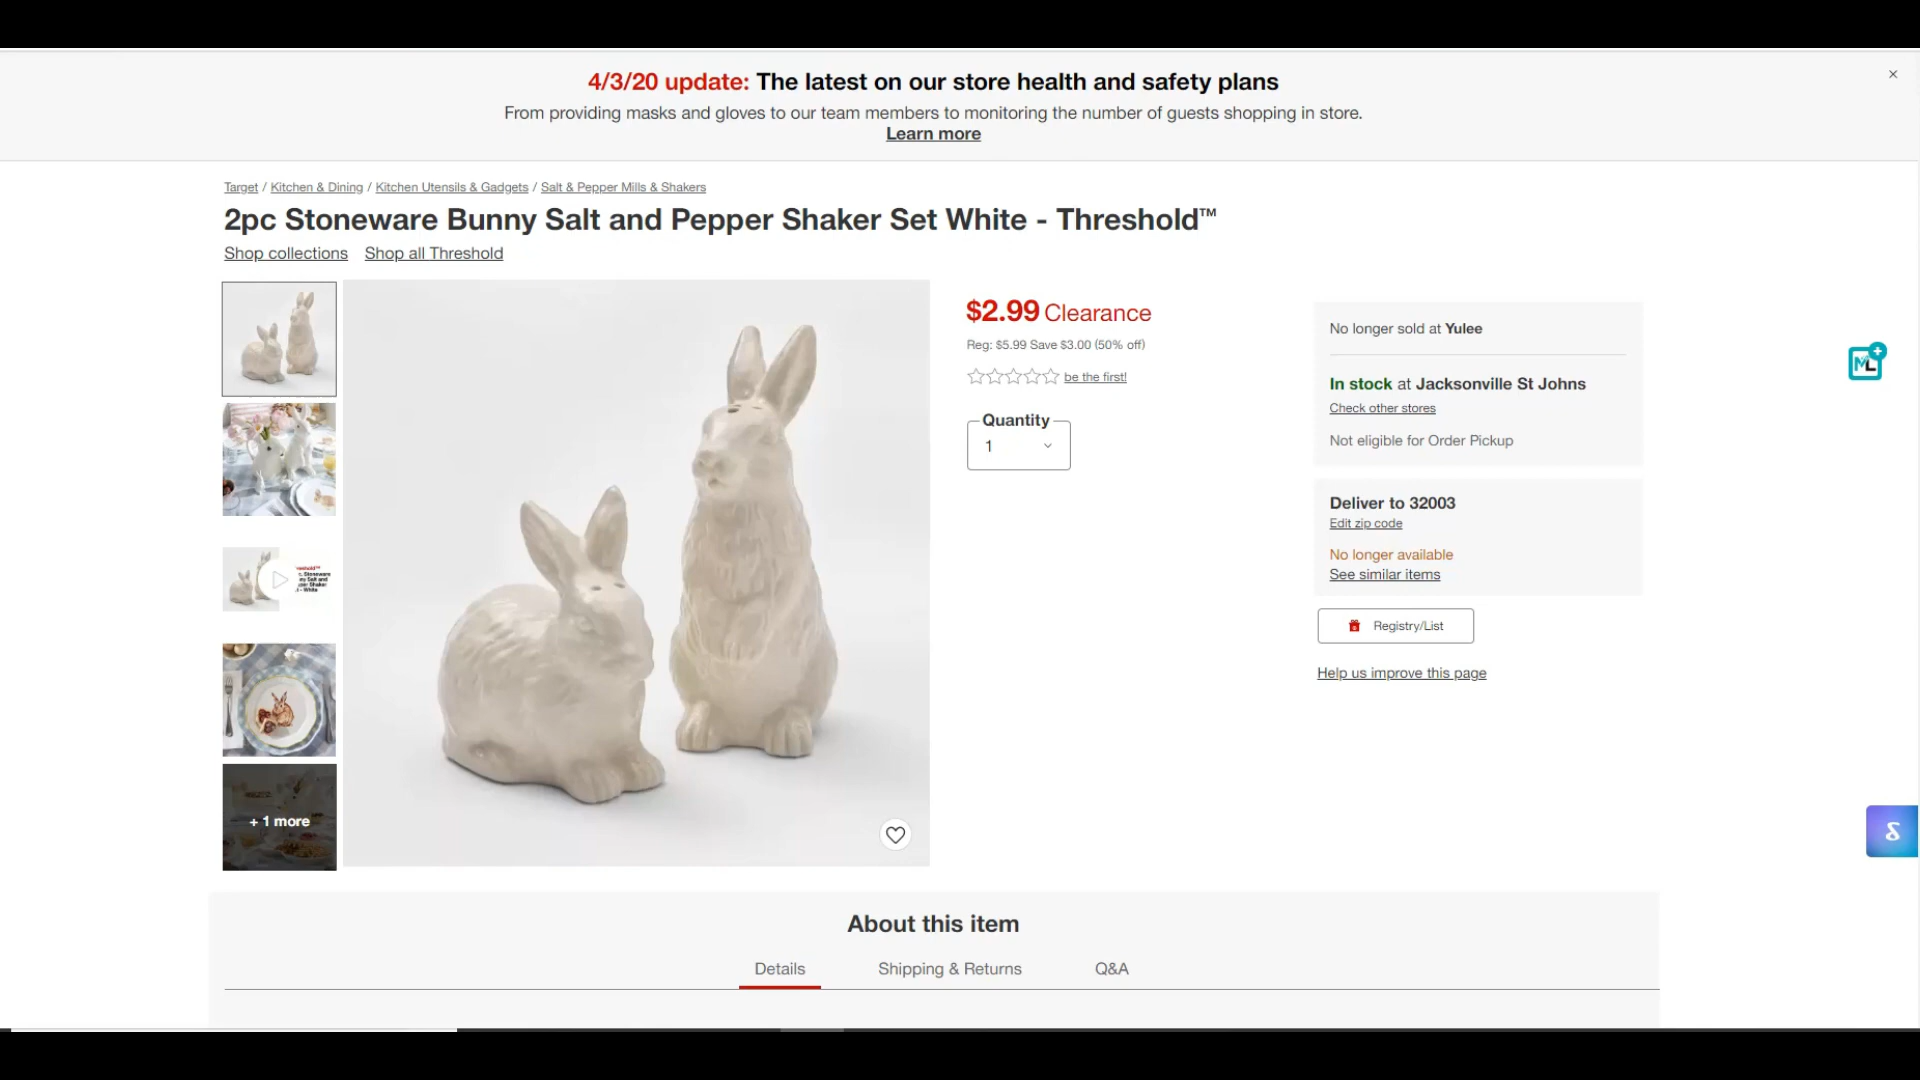 4/3/20 update: The latest on our store health and safety plans
From providing masks and gloves to our team members to monitoring the number of guests shopping in store.
Learn more
Target / Kitchen & Dining / Kitchen Utensils & Gadgets / Salt & Pepper Mills & Shakers
2pc Stoneware Bunny Salt and Pepper Shaker Set White - Threshold™
Shop collections Shop all Threshold
$2.99 Clearance
Reg: $5.99 Save $3.00 (50% off)
be the first!
Quantity
1
No longer sold at Yulee
In stock at Jacksonville St Johns
Check other stores
Not eligible for Order Pickup
Deliver to 32003
Edit zip code
No longer available
See similar items
Registry/List
Help us improve this page
ML
+ 1 more
About this item
Details Shipping & Returns Q&A